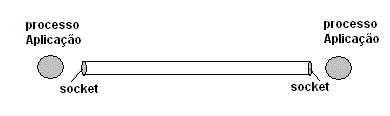 processo
Aplicação
socket
processo
Aplicação
socket